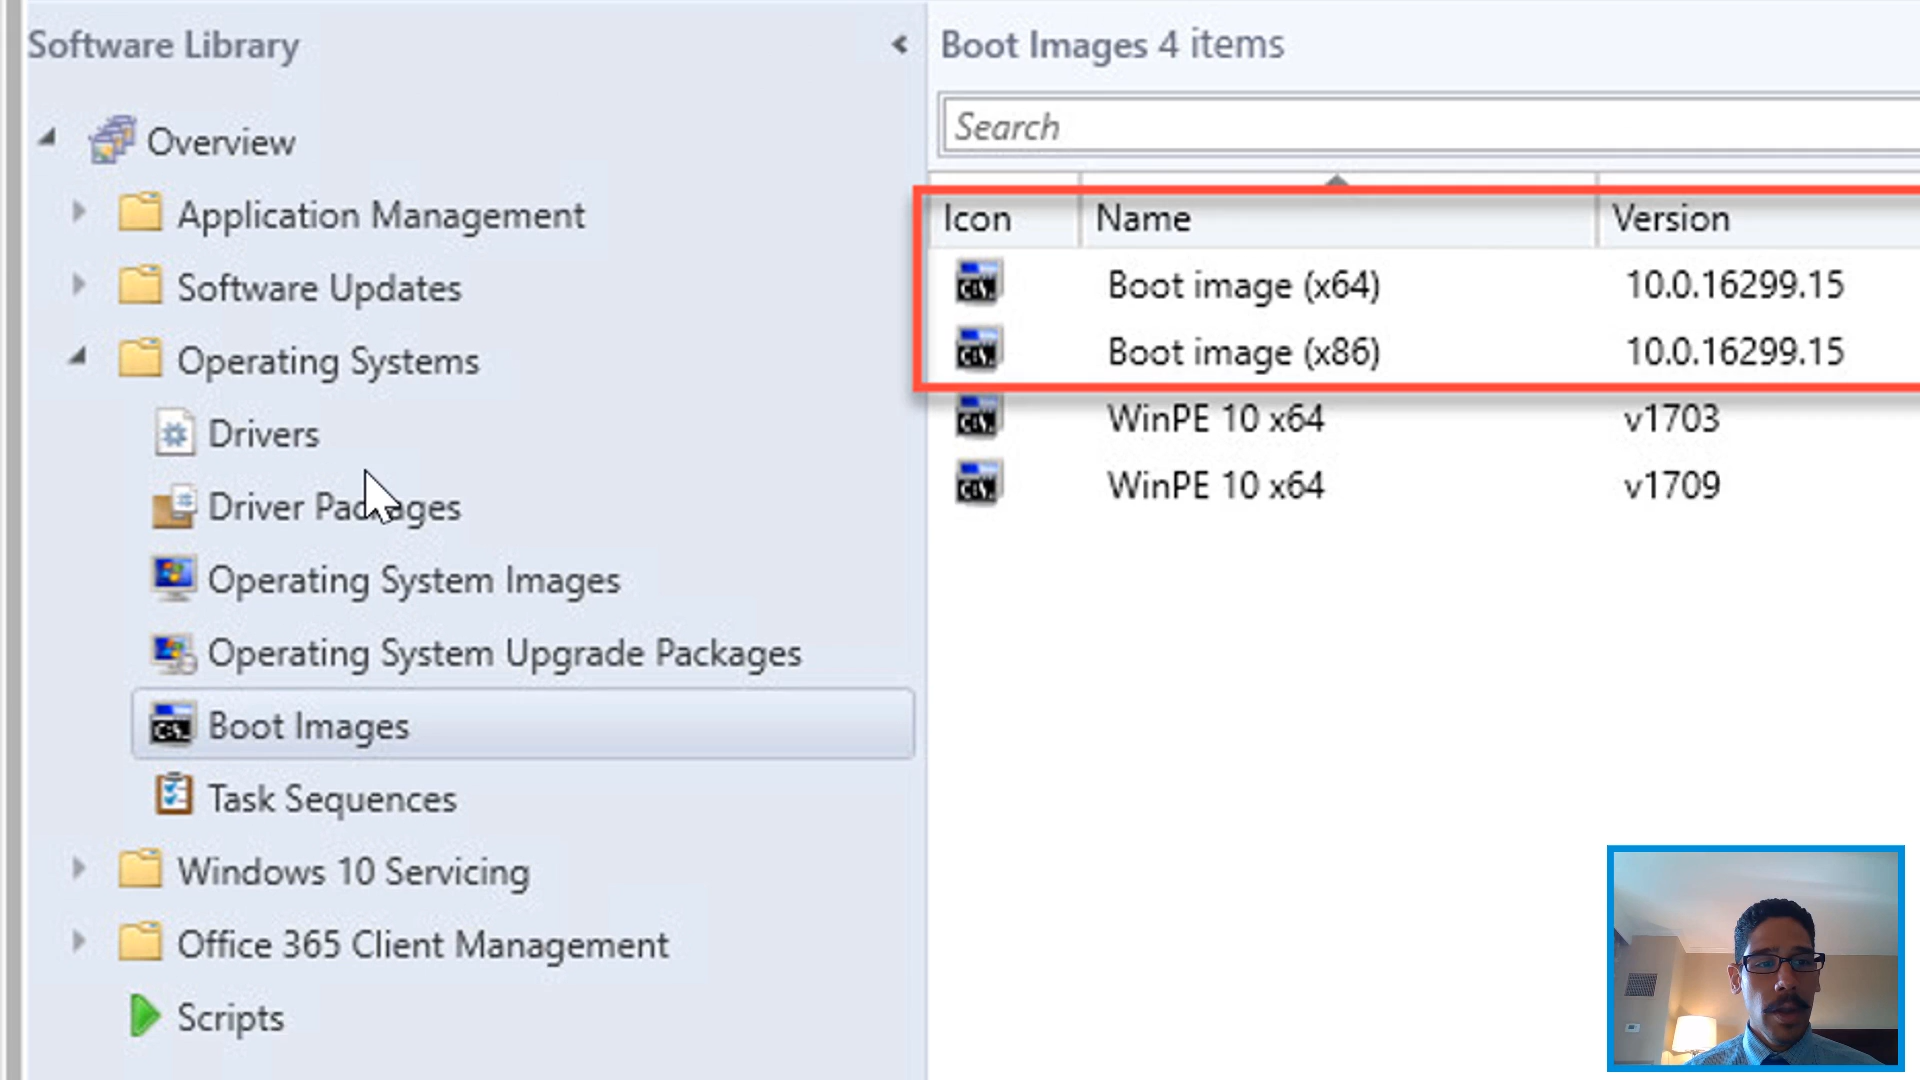 Software Library
Overview
Application Management
Software Updates
Operating Systems
Drivers
Driver Packages
Operating System Images
Operating System Upgrade Packages
Boot Images
Task Sequences
Windows 10 Servicing
Office 365 Client Management
Scripts
Boot Images 4 items
Search
Icon Name Version
Boot image (x64) 10.0.16299.15
Boot image (x86) 10.0.16299.15
WinPE 10 x64 v1703
WinPE 10 x64 v1709